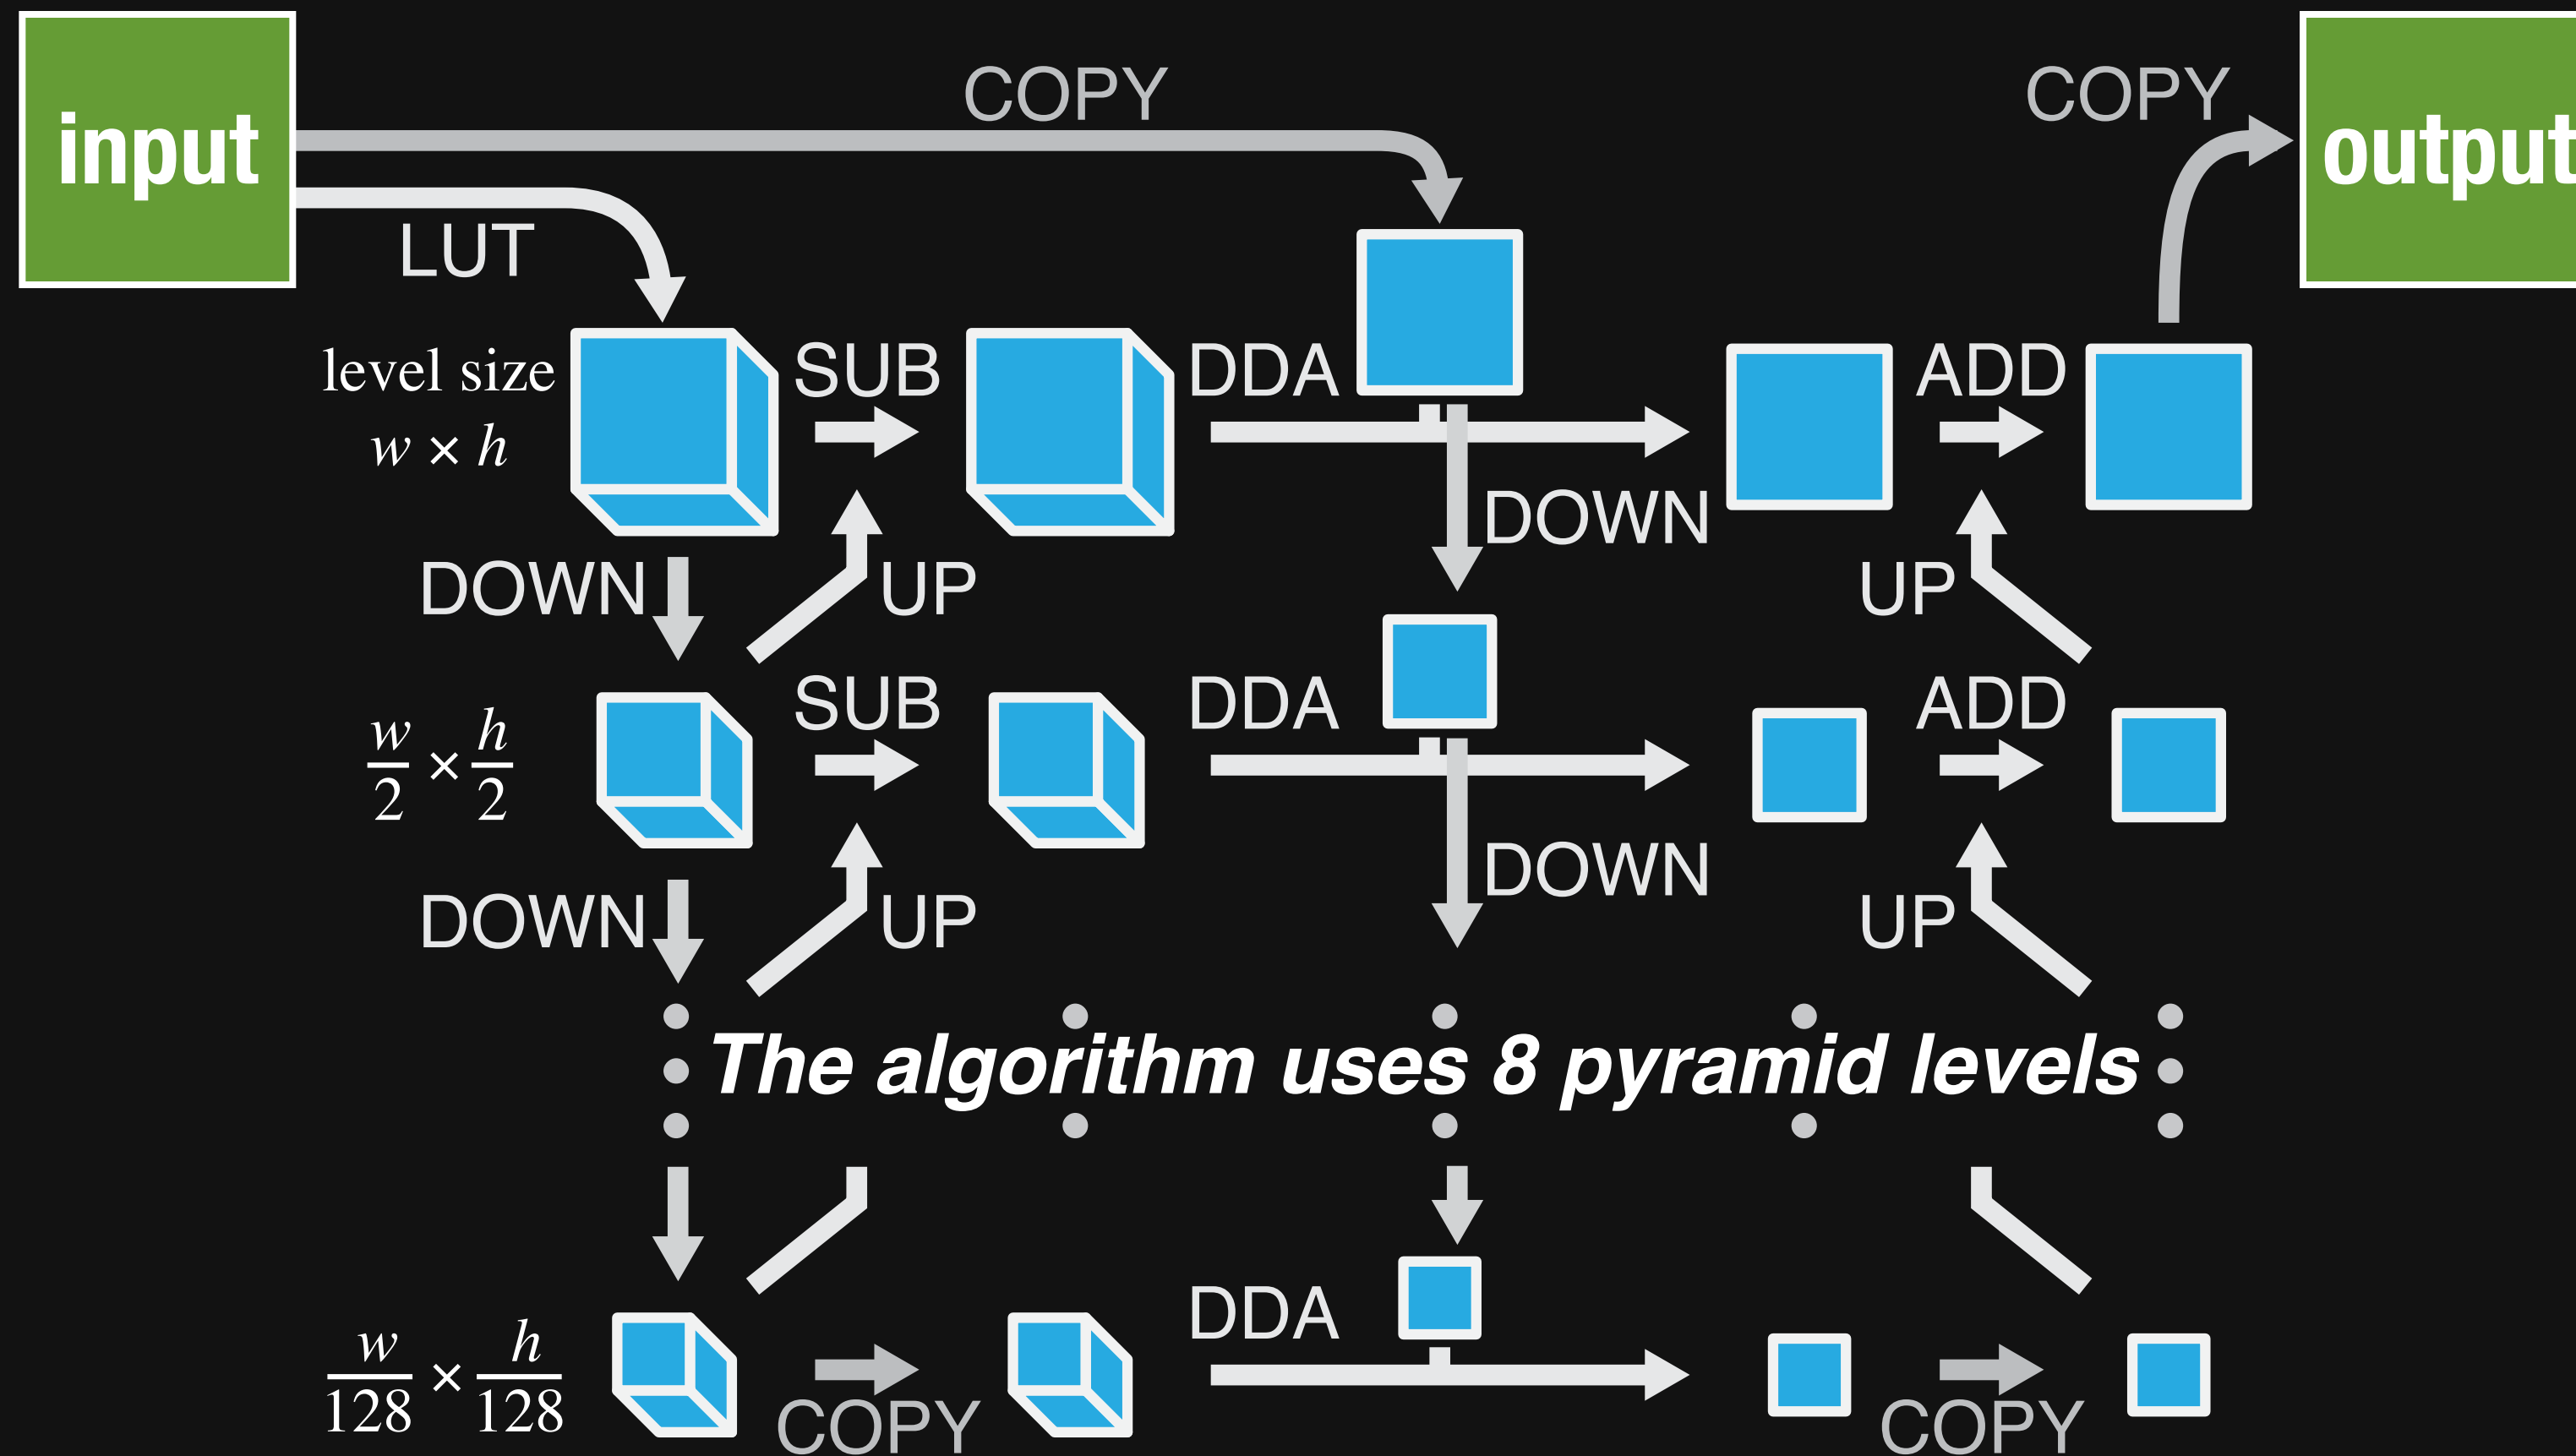 input
COPY
COPY
output
LUT
level size
w × h
SUB
DDA
ADD
DOWN
DOWN
UP
UP
w/2 × h/2
SUB
DDA
ADD
DOWN
DOWN
UP
UP
The algorithm uses 8 pyramid levels
w/128 × h/128
DDA
COPY
COPY